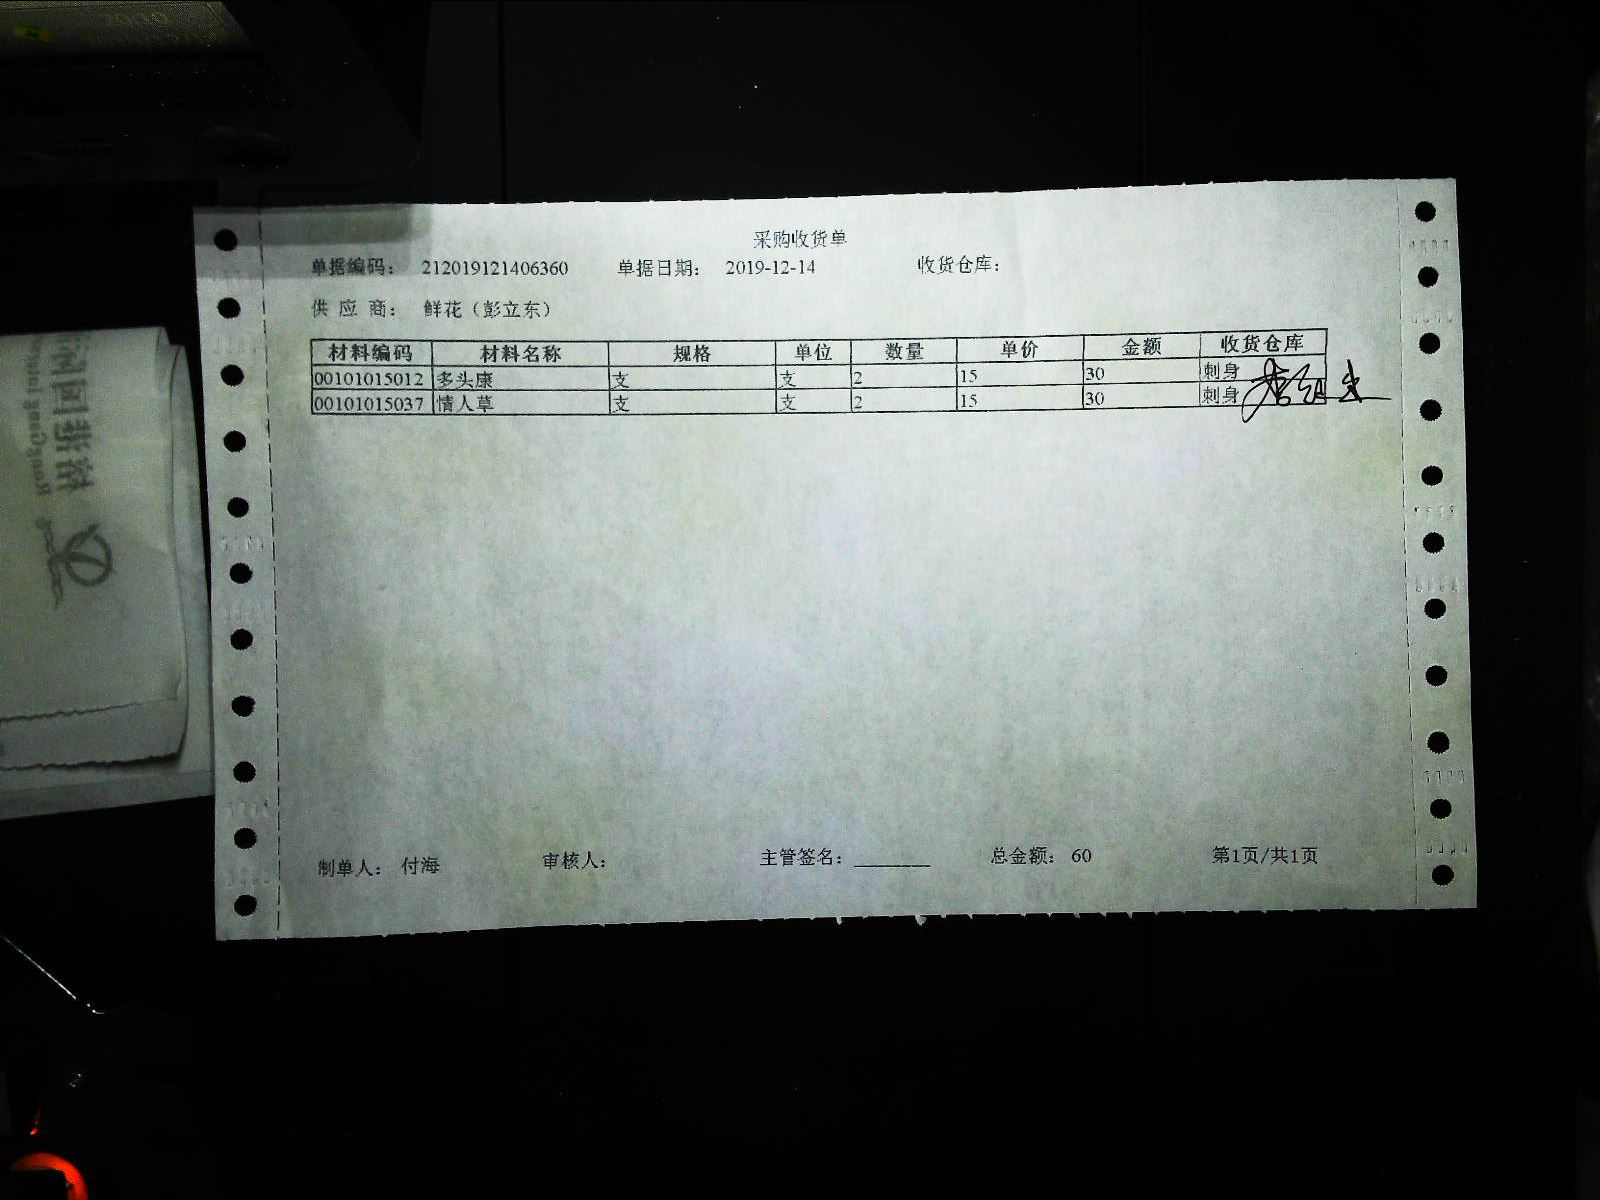 采购收货单
单据编码： 212019121406360 单据日期： 2019-12-14 收货仓库：
供 应 商： 鲜花（彭立东）
材料编码 材料名称 规格 单位 数量 单价 金额 收货仓库
00101015012 多头康 支 支 2 15 30 刺身
00101015037 情人草 支 支 2 15 30 刺身
制单人： 付海 审核人： 主管签名：________ 总金额： 60 第1页/共1页